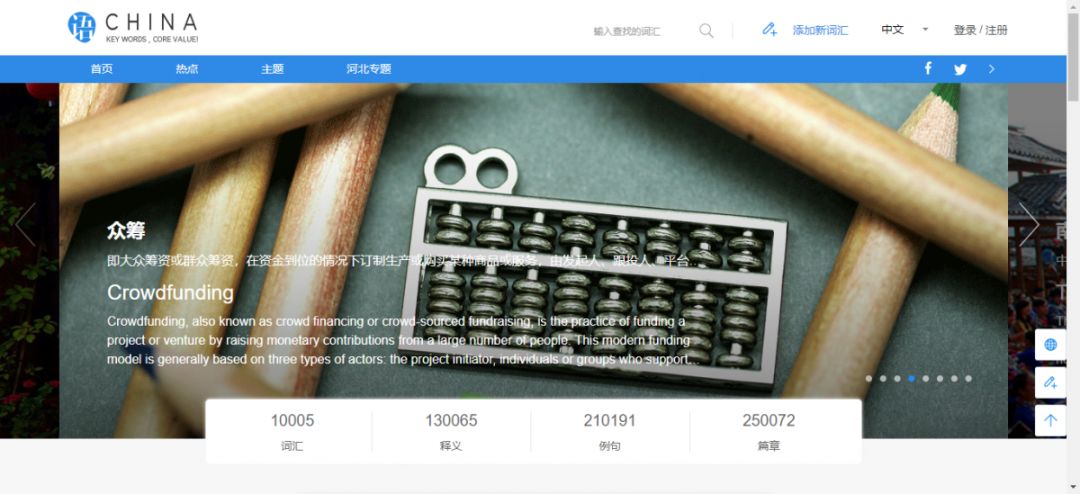 语 CHINA
KEY WORDS , CORE VALUE!
输入查找的词汇
添加新词汇
中文
登录 / 注册
首页 热点 主题 河北专题
众筹
即大众筹资或群众筹资，在资金到位的情况下订制生产或购买某种商品或服务，由发起人、跟投人、平台...
Crowdfunding
Crowdfunding, also known as crowd financing or crowd-sourced fundraising, is the practice of funding a
project or venture by raising monetary contributions from a large number of people. This modern funding
model is generally based on three types of actors: the project initiator, individuals or groups who support...
10005 130065 210191 250072
词汇 释义 例句 篇章